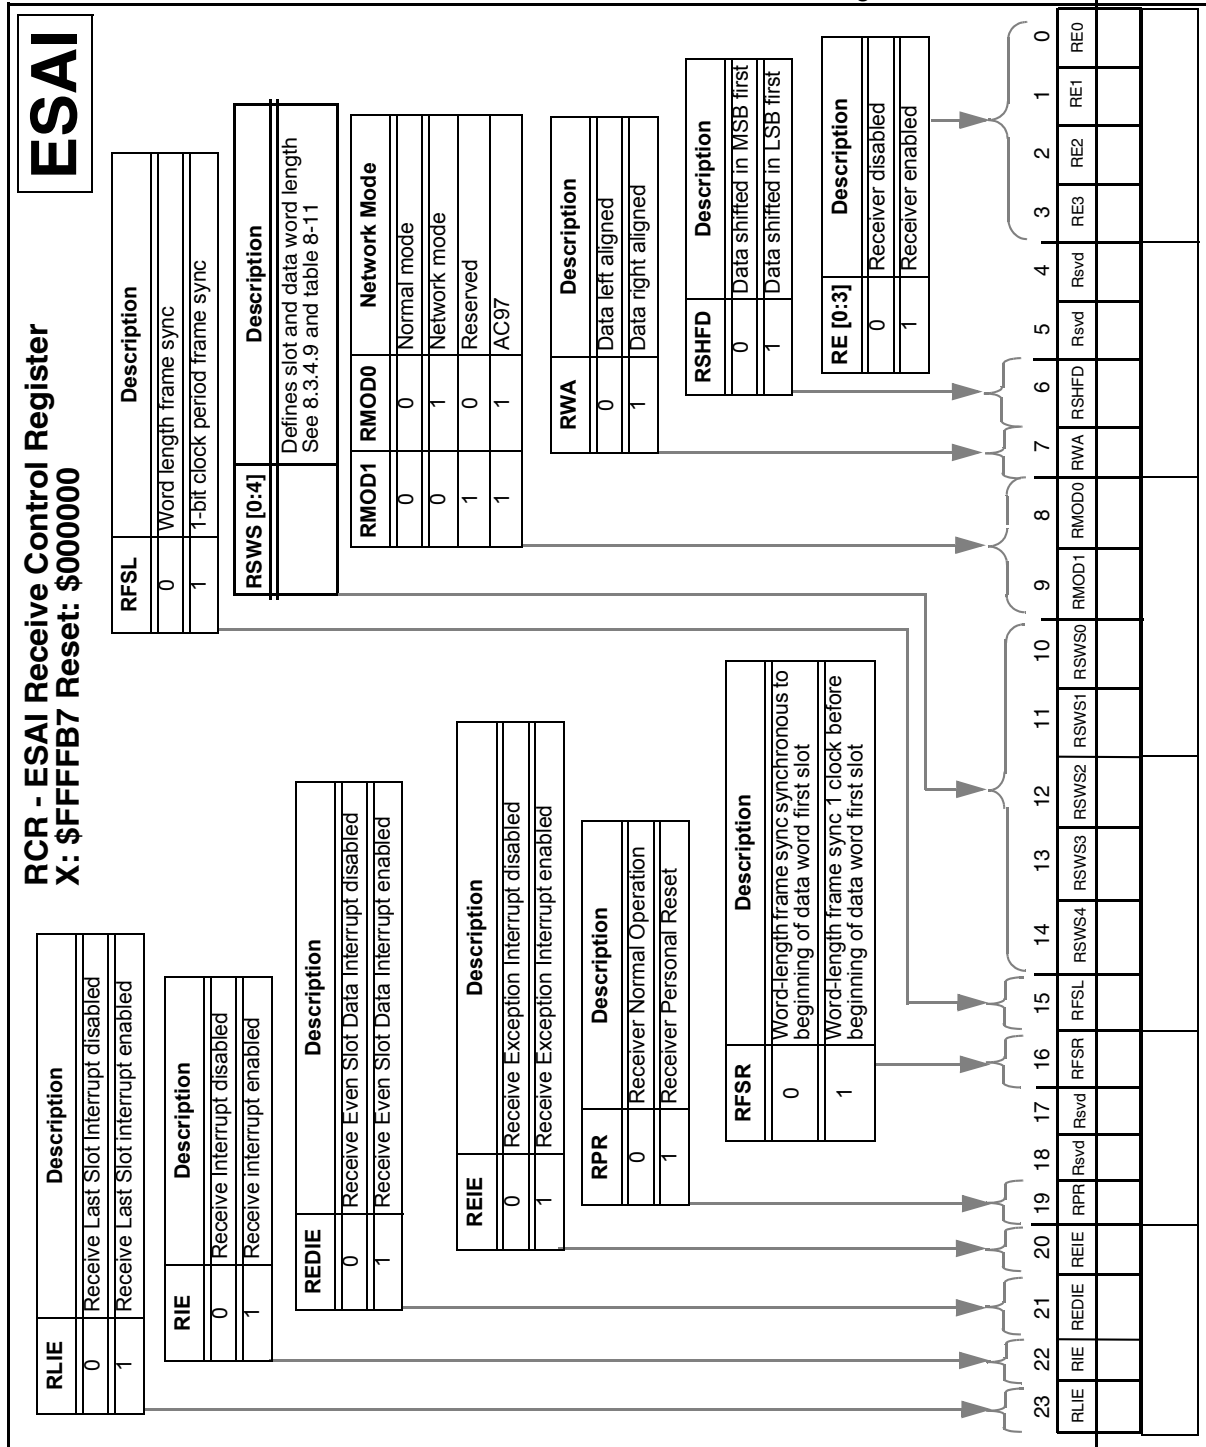 ESAI
RCR - ESAI Receive Control Register
X: $FFFFB7 Reset: $000000
RLIE Description
0 Receive Last Slot Interrupt disabled
1 Receive Last Slot interrupt enabled
RIE Description
0 Receive Interrupt disabled
1 Receive interrupt enabled
REDIE Description
0 Receive Even Slot Data Interrupt disabled
1 Receive Even Slot Data Interrupt enabled
REIE Description
0 Receive Exception Interrupt disabled
1 Receive Exception Interrupt enabled
RPR Description
0 Receiver Normal Operation
1 Receiver Personal Reset
RFSR Description
0 Word-length frame sync synchronous to
beginning of data word first slot
1 Word-length frame sync 1 clock before
beginning of data word first slot
RFSL Description
0 Word length frame sync
1 1-bit clock period frame sync
RSWS [0:4] Description
Defines slot and data word length
See 8.3.4.9 and table 8-11
RMOD1 RMOD0 Network Mode
0 0 Normal mode
0 1 Network mode
1 0 Reserved
1 1 AC97
RWA Description
0 Data left aligned
1 Data right aligned
RSHFD Description
0 Data shifted in MSB first
1 Data shifted in LSB first
RE [0:3] Description
0 Receiver disabled
1 Receiver enabled
23 22 21 20 19 18 17 16 15 14 13 12 11 10 9 8 7 6 5 4 3 2 1 0
RLIE RIE REDIE REIE RPR Rsvd Rsvd RFSR RFSL RSWS4 RSWS3 RSWS2 RSWS1 RSWS0 RMOD1 RMOD0 RWA RSHFD Rsvd Rsvd RE3 RE2 RE1 RE0